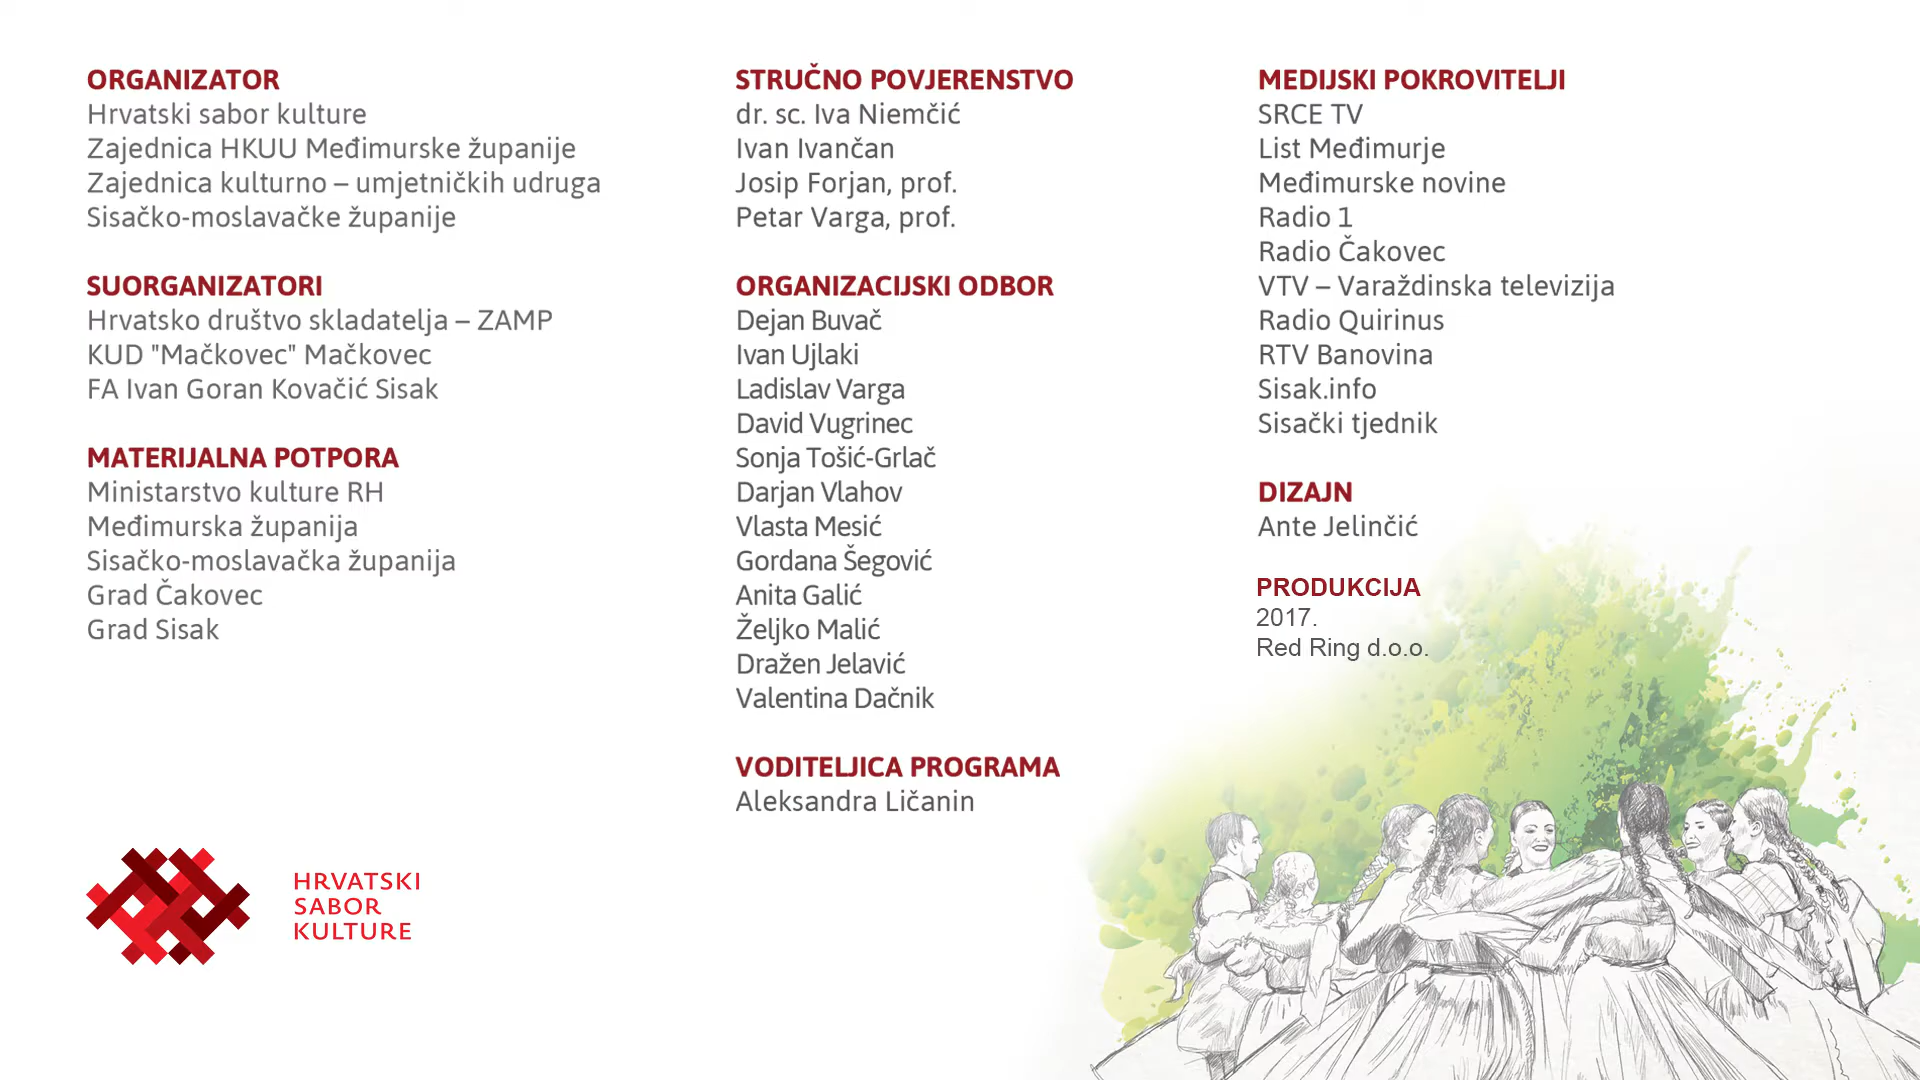 ORGANIZATOR
Hrvatski sabor kulture
Zajednica HKUU Međimurske županije
Zajednica kulturno – umjetničkih udruga
Sisačko-moslavačke županije
SUORGANIZATORI
Hrvatsko društvo skladatelja – ZAMP
KUD "Mačkovec" Mačkovec
FA Ivan Goran Kovačić Sisak
MATERIJALNA POTPORA
Ministarstvo kulture RH
Međimurska županija
Sisačko-moslavačka županija
Grad Čakovec
Grad Sisak
HRVATSKI
SABOR
KULTURE
STRUČNO POVJERENSTVO
dr. sc. Iva Niemčić
Ivan Ivančan
Josip Forjan, prof.
Petar Varga, prof.
ORGANIZACIJSKI ODBOR
Dejan Buvač
Ivan Ujlaki
Ladislav Varga
David Vugrinec
Sonja Tošić-Grlač
Darjan Vlahov
Vlasta Mesić
Gordana Šegović
Anita Galić
Željko Malić
Dražen Jelavić
Valentina Dačnik
VODITELJICA PROGRAMA
Aleksandra Ličanin
MEDIJSKI POKROVITELJI
SRCE TV
List Međimurje
Međimurske novine
Radio 1
Radio Čakovec
VTV – Varaždinska televizija
Radio Quirinus
RTV Banovina
Sisak.info
Sisački tjednik
DIZAJN
Ante Jelinčić
PRODUKCIJA
2017.
Red Ring d.o.o.